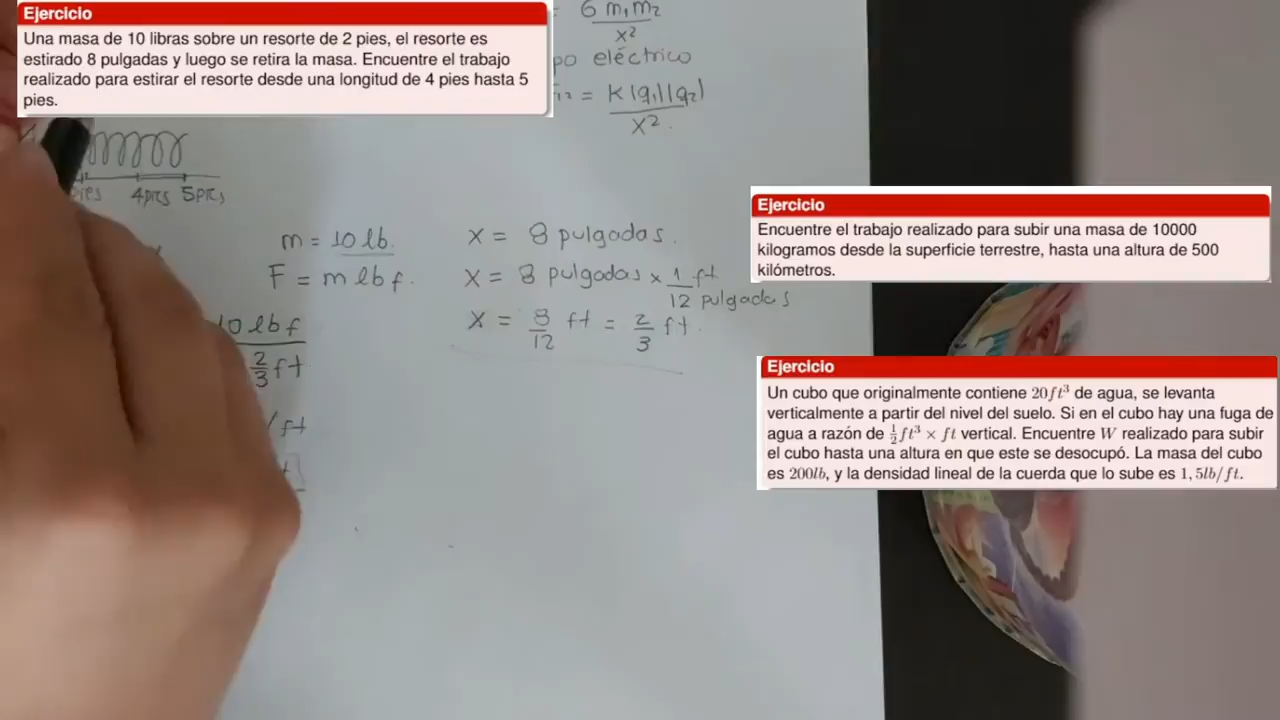 Ejercicio
Una masa de 10 libras sobre un resorte de 2 pies, el resorte es
estirado 8 pulgadas y luego se retira la masa. Encuentre el trabajo
realizado para estirar el resorte desde una longitud de 4 pies hasta 5
pies.
= G m₁m₂
x²
eléctrico
= K|q₁||q₂|
x².
4pies 5pies
m = 10 lb.
F = m lbf.
10 lbf
2/3 ft
/ft
x = 8 pulgadas.
x = 8 pulgadas × 1 ft
12 pulgadas
x = 8/12 ft = 2/3 ft.
Ejercicio
Encuentre el trabajo realizado para subir una masa de 10000
kilogramos desde la superficie terrestre, hasta una altura de 500
kilómetros.
Ejercicio
Un cubo que originalmente contiene 20ft³ de agua, se levanta
verticalmente a partir del nivel del suelo. Si en el cubo hay una fuga de
agua a razón de ½ft³ × ft vertical. Encuentre W realizado para subir
el cubo hasta una altura en que este se desocupó. La masa del cubo
es 200lb, y la densidad lineal de la cuerda que lo sube es 1, 5lb/ft.